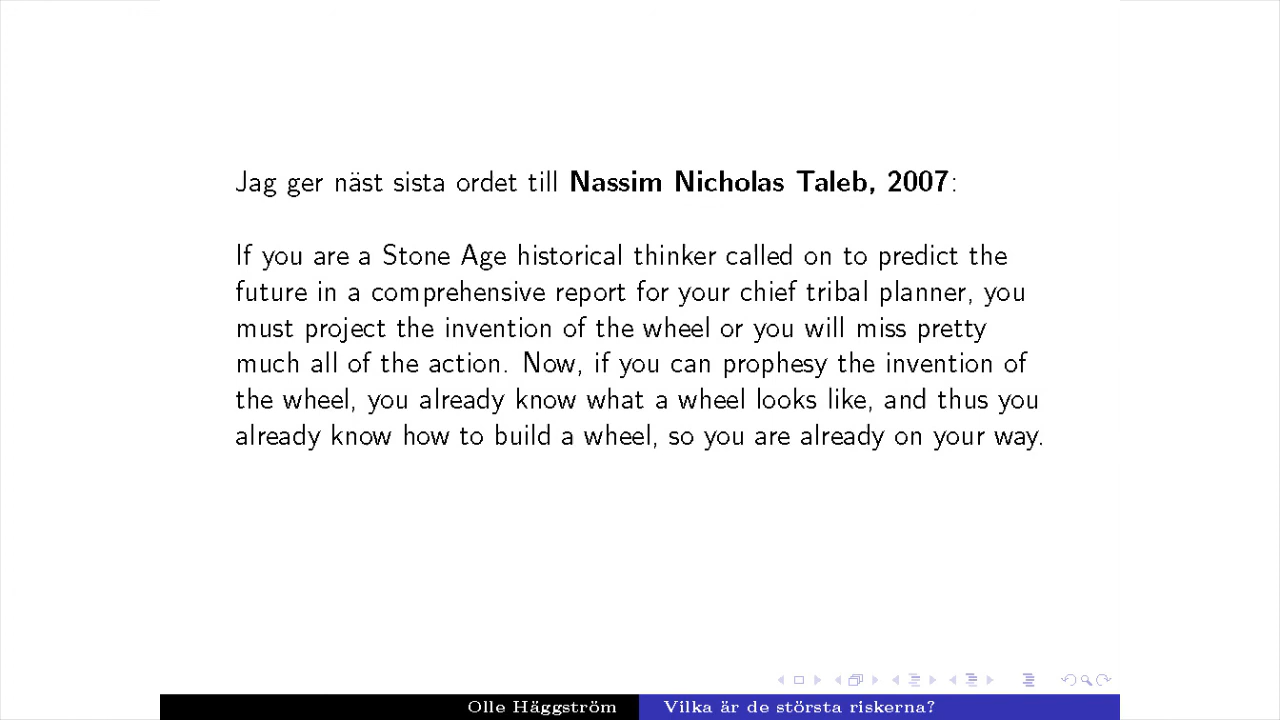 Jag ger näst sista ordet till Nassim Nicholas Taleb, 2007:
If you are a Stone Age historical thinker called on to predict the
future in a comprehensive report for your chief tribal planner, you
must project the invention of the wheel or you will miss pretty
much all of the action. Now, if you can prophesy the invention of
the wheel, you already know what a wheel looks like, and thus you
already know how to build a wheel, so you are already on your way.
Olle Häggström Vilka är de största riskerna?